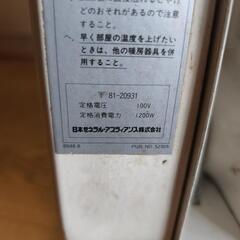 どのおそれがあるので注意
すること。
へ. 早く部屋の温度を上げたい
ときは、他の暖房器具を併
用すること。
〒81-20931
定格電圧 100V
定格消費電力 1200W
日本ゼネラル・アプライアンス株式会社
PUB. NO.